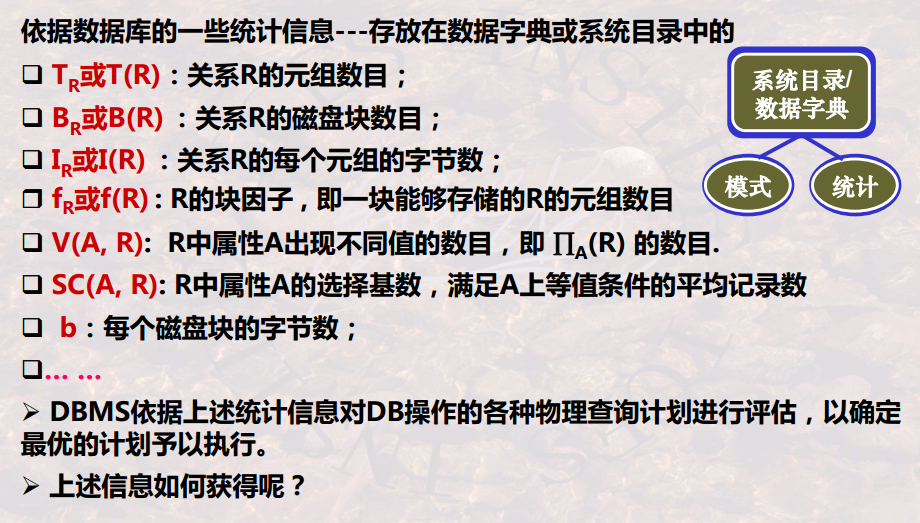 依据数据库的一些统计信息---存放在数据字典或系统目录中的
❑ TR或T(R)：关系R的元组数目；
❑ BR或B(R) ：关系R的磁盘块数目；
❑ IR或I(R) ：关系R的每个元组的字节数；
❑ fR或f(R)：R的块因子，即一块能够存储的R的元组数目
❑ V(A, R): R中属性A出现不同值的数目，即 ∏A(R) 的数目.
❑ SC(A, R): R中属性A的选择基数，满足A上等值条件的平均记录数
❑ b：每个磁盘块的字节数；
❑... ...
➢ DBMS依据上述统计信息对DB操作的各种物理查询计划进行评估，以确定
最优的计划予以执行。
➢ 上述信息如何获得呢？
系统目录/
数据字典
模式
统计